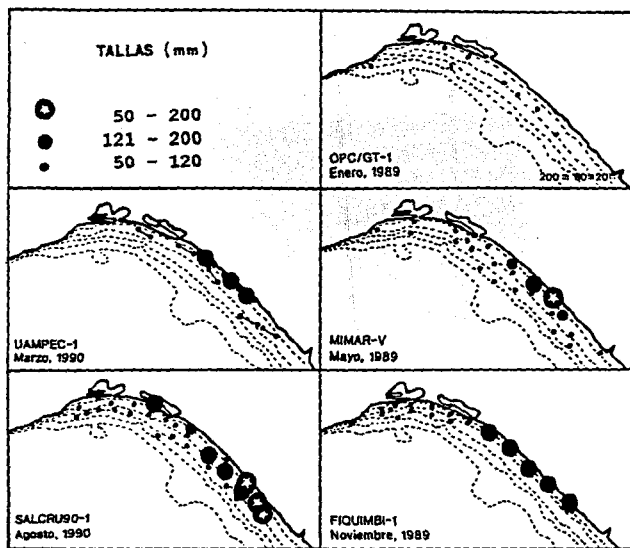 TALLAS (mm)
50 - 200
121 - 200
50 - 120
OPC/GT-1
Enero, 1989
UAMPEC-1
Marzo, 1990
MIMAR-V
Mayo, 1989
SALCRU90-1
Agosto, 1990
FIQUIMBI-1
Noviembre, 1989